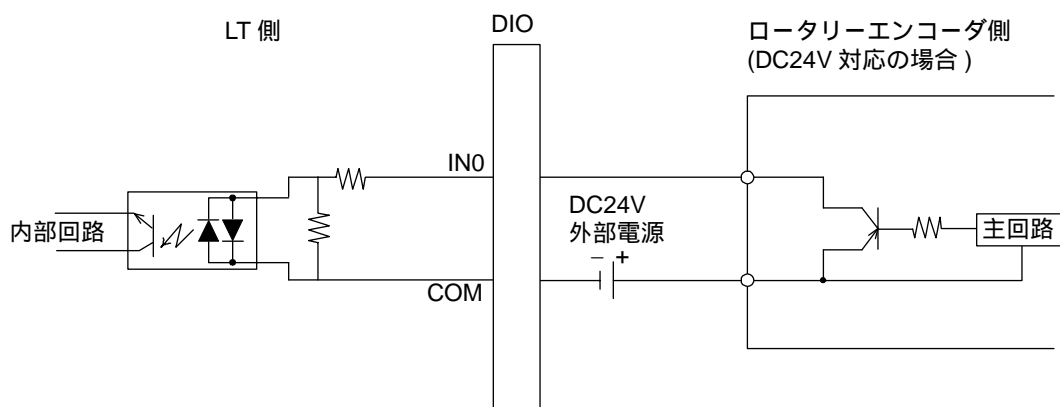 LT 側
DIO
ロータリーエンコーダ側
(DC24V 対応の場合 )
IN0
DC24V
外部電源
− +
内部回路
主回路
COM